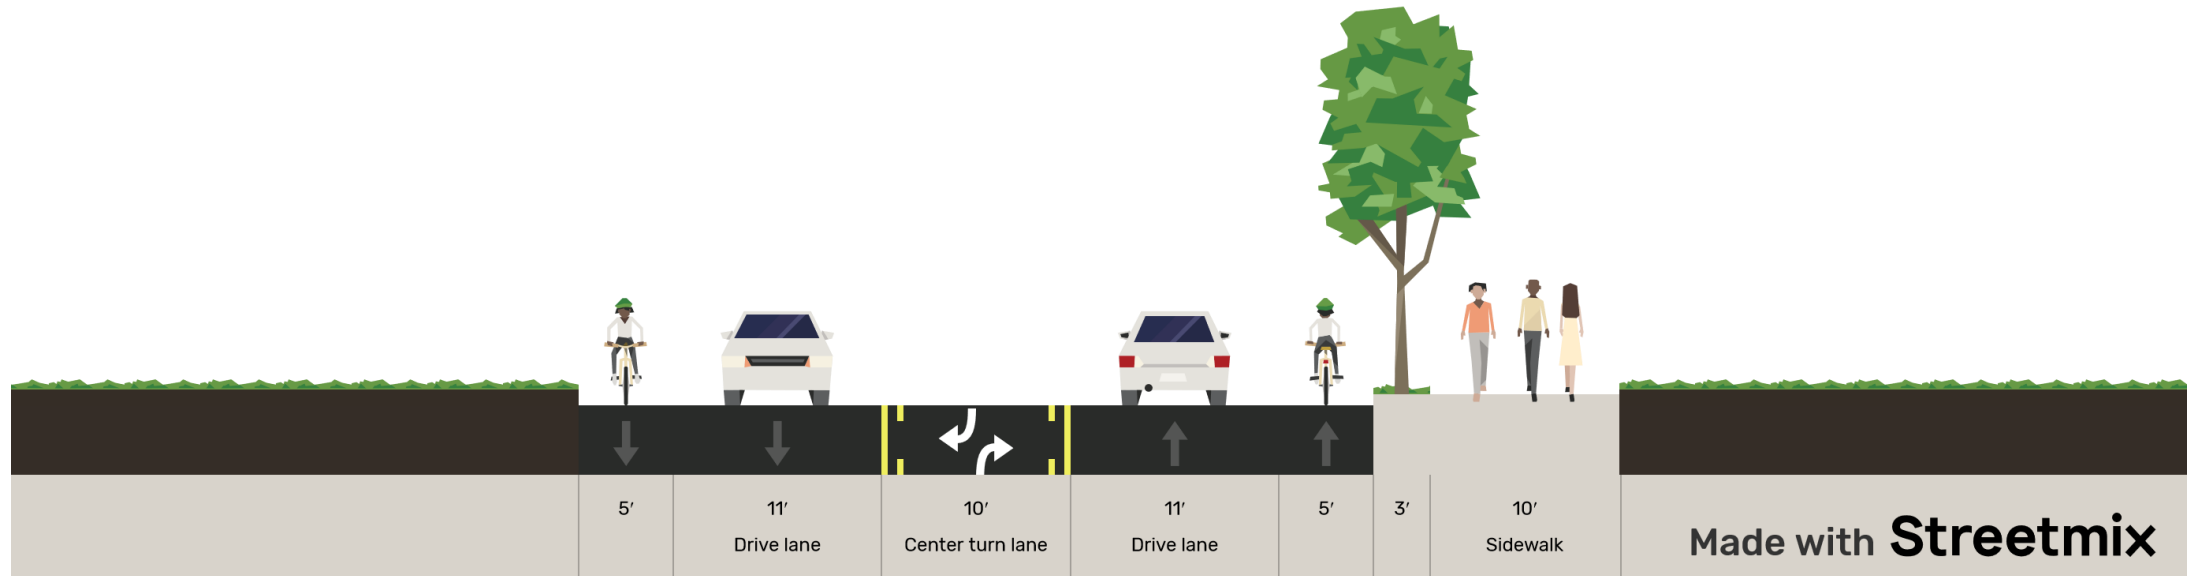 5′
11′
Drive lane
10′
Center turn lane
11′
Drive lane
5′
3′
10′
Sidewalk
Made with Streetmix